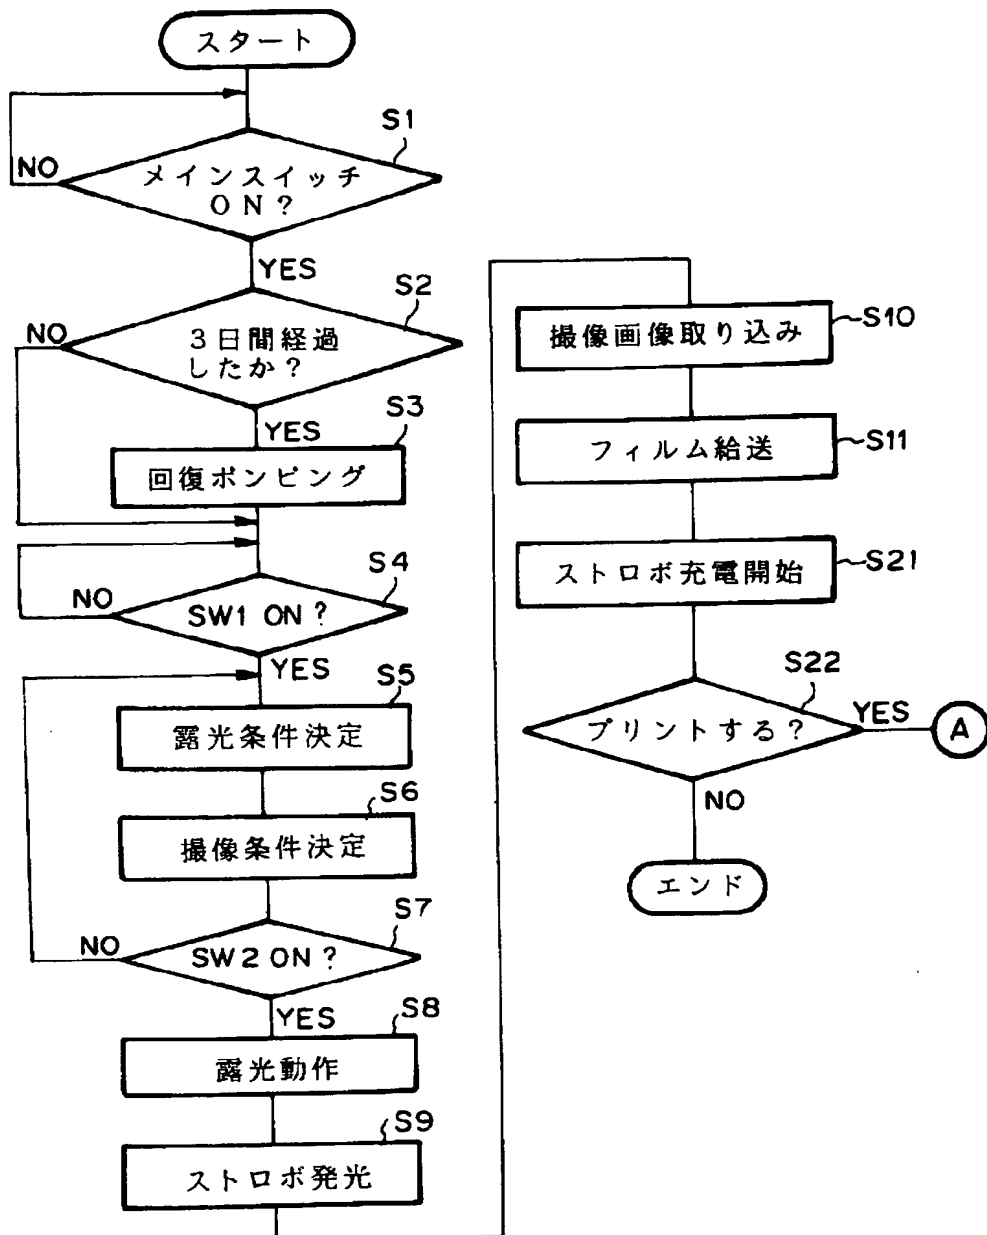 スタート
S1
NO
メインスイッチ
ON?
YES
S2
NO
3日間経過
したか?
YES
S3
回復ポンピング
S4
NO
SW1 ON?
YES
S5
露光条件決定
S6
撮像条件決定
S7
NO
SW2 ON?
YES
S8
露光動作
S9
ストロボ発光
撮像画像取り込み
S10
フィルム給送
S11
ストロボ充電開始
S21
S22
プリントする?
YES
A
NO
エンド